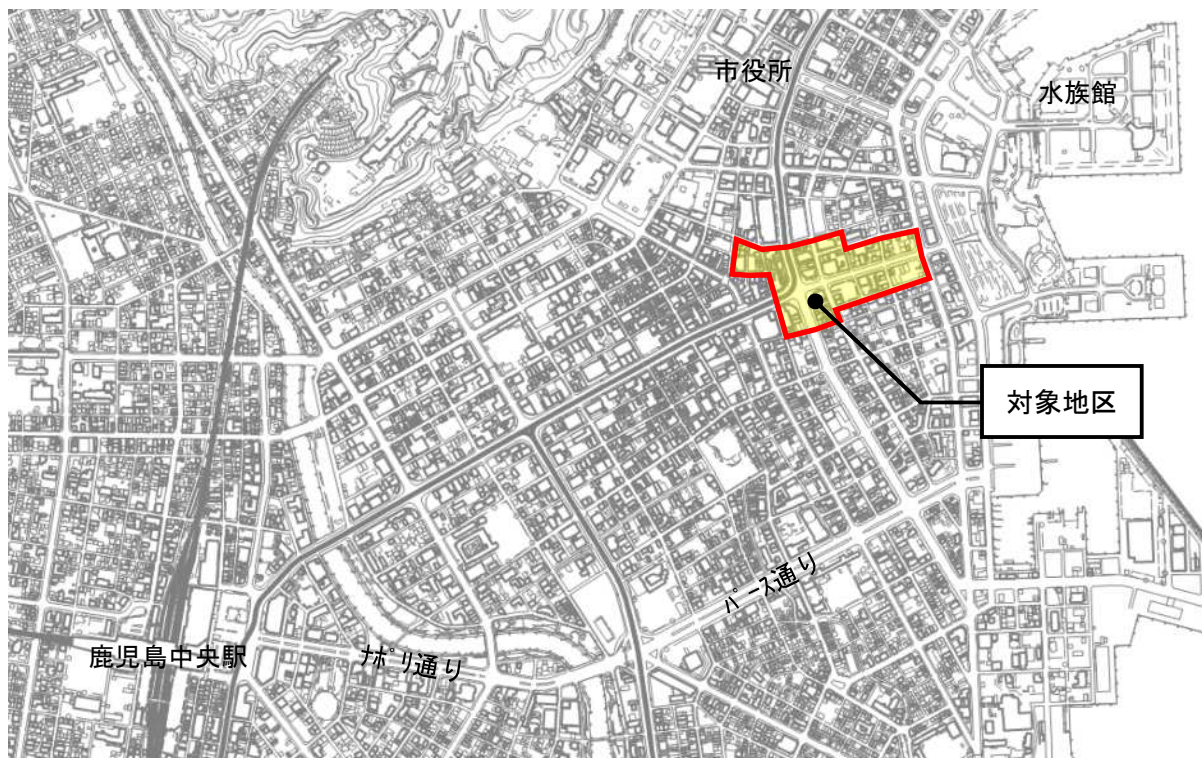 市役所
水族館
対象地区
パース通り
鹿児島中央駅
ナポリ通り